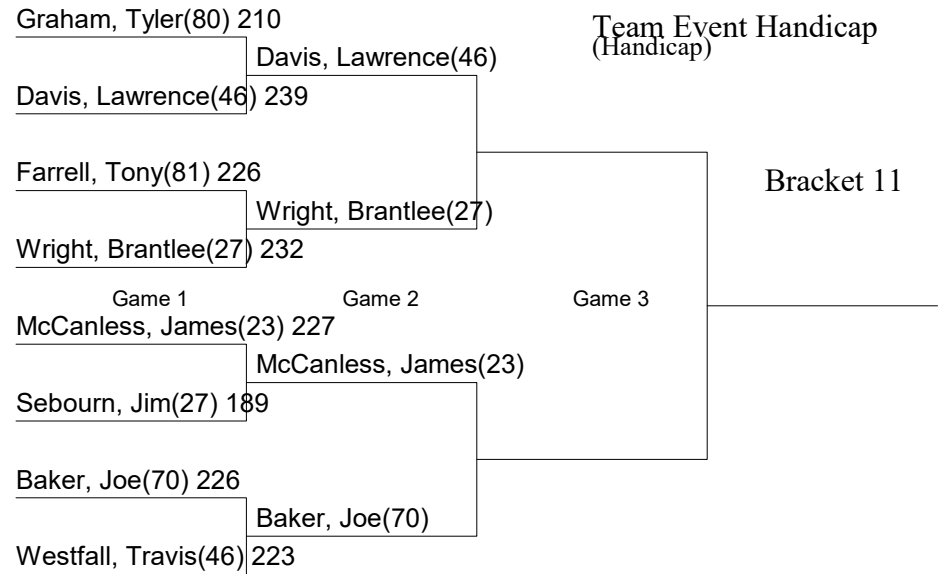 Graham, Tyler(80) 210
Team Event Handicap
(Handicap)
Davis, Lawrence(46)
Davis, Lawrence(46) 239
Farrell, Tony(81) 226
Bracket 11
Wright, Brantlee(27)
Wright, Brantlee(27) 232
Game 1
Game 2
Game 3
McCanless, James(23) 227
McCanless, James(23)
Sebourn, Jim(27) 189
Baker, Joe(70) 226
Baker, Joe(70)
Westfall, Travis(46) 223